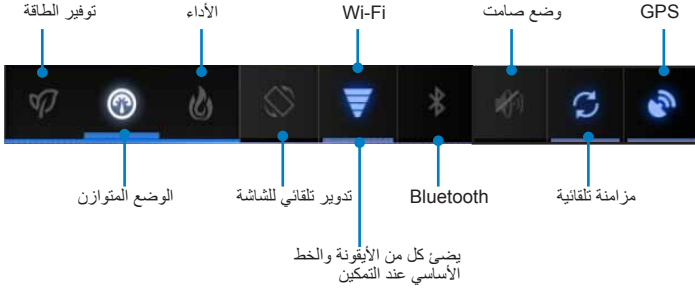 GPS
وضع صامت
Wi-Fi
الأداء
توفير الطاقة
مزامنة تلقائية
Bluetooth
تدوير تلقائي للشاشة
الوضع المتوازن
يضئ كل من الأيقونة والخط
الأساسي عند التمكين